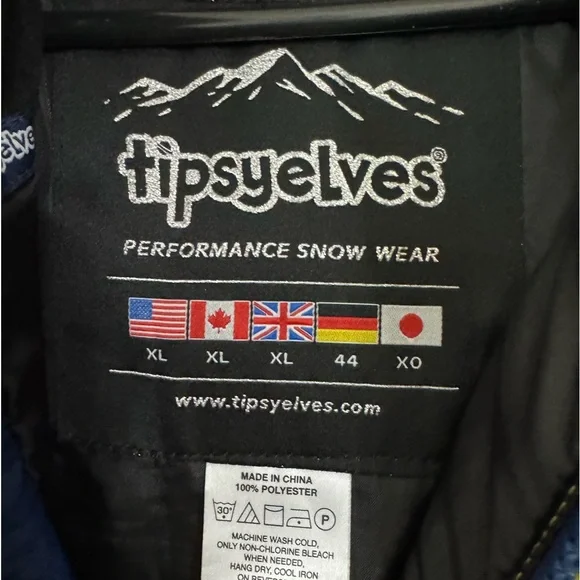 tipsyelves®
PERFORMANCE SNOW WEAR
XL XL XL 44 XO
www.tipsyelves.com
MADE IN CHINA
100% POLYESTER
30° P
MACHINE WASH COLD,
ONLY NON-CHLORINE BLEACH
WHEN NEEDED,
HANG DRY, COOL IRON